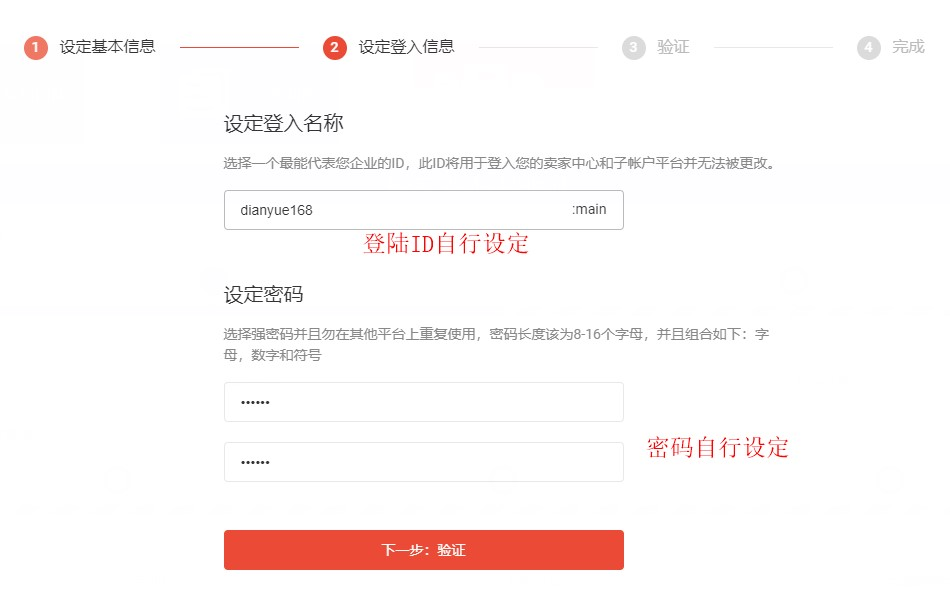 1 设定基本信息 2 设定登入信息 3 验证 4 完成
设定登入名称
选择一个最能代表您企业的ID，此ID将用于登入您的卖家中心和子帐户平台并无法被更改。
dianyue168 :main
登陆ID自行设定
设定密码
选择强密码并且勿在其他平台上重复使用，密码长度该为8-16个字母，并且组合如下：字
母，数字和符号
••••••
密码自行设定
••••••
下一步：验证